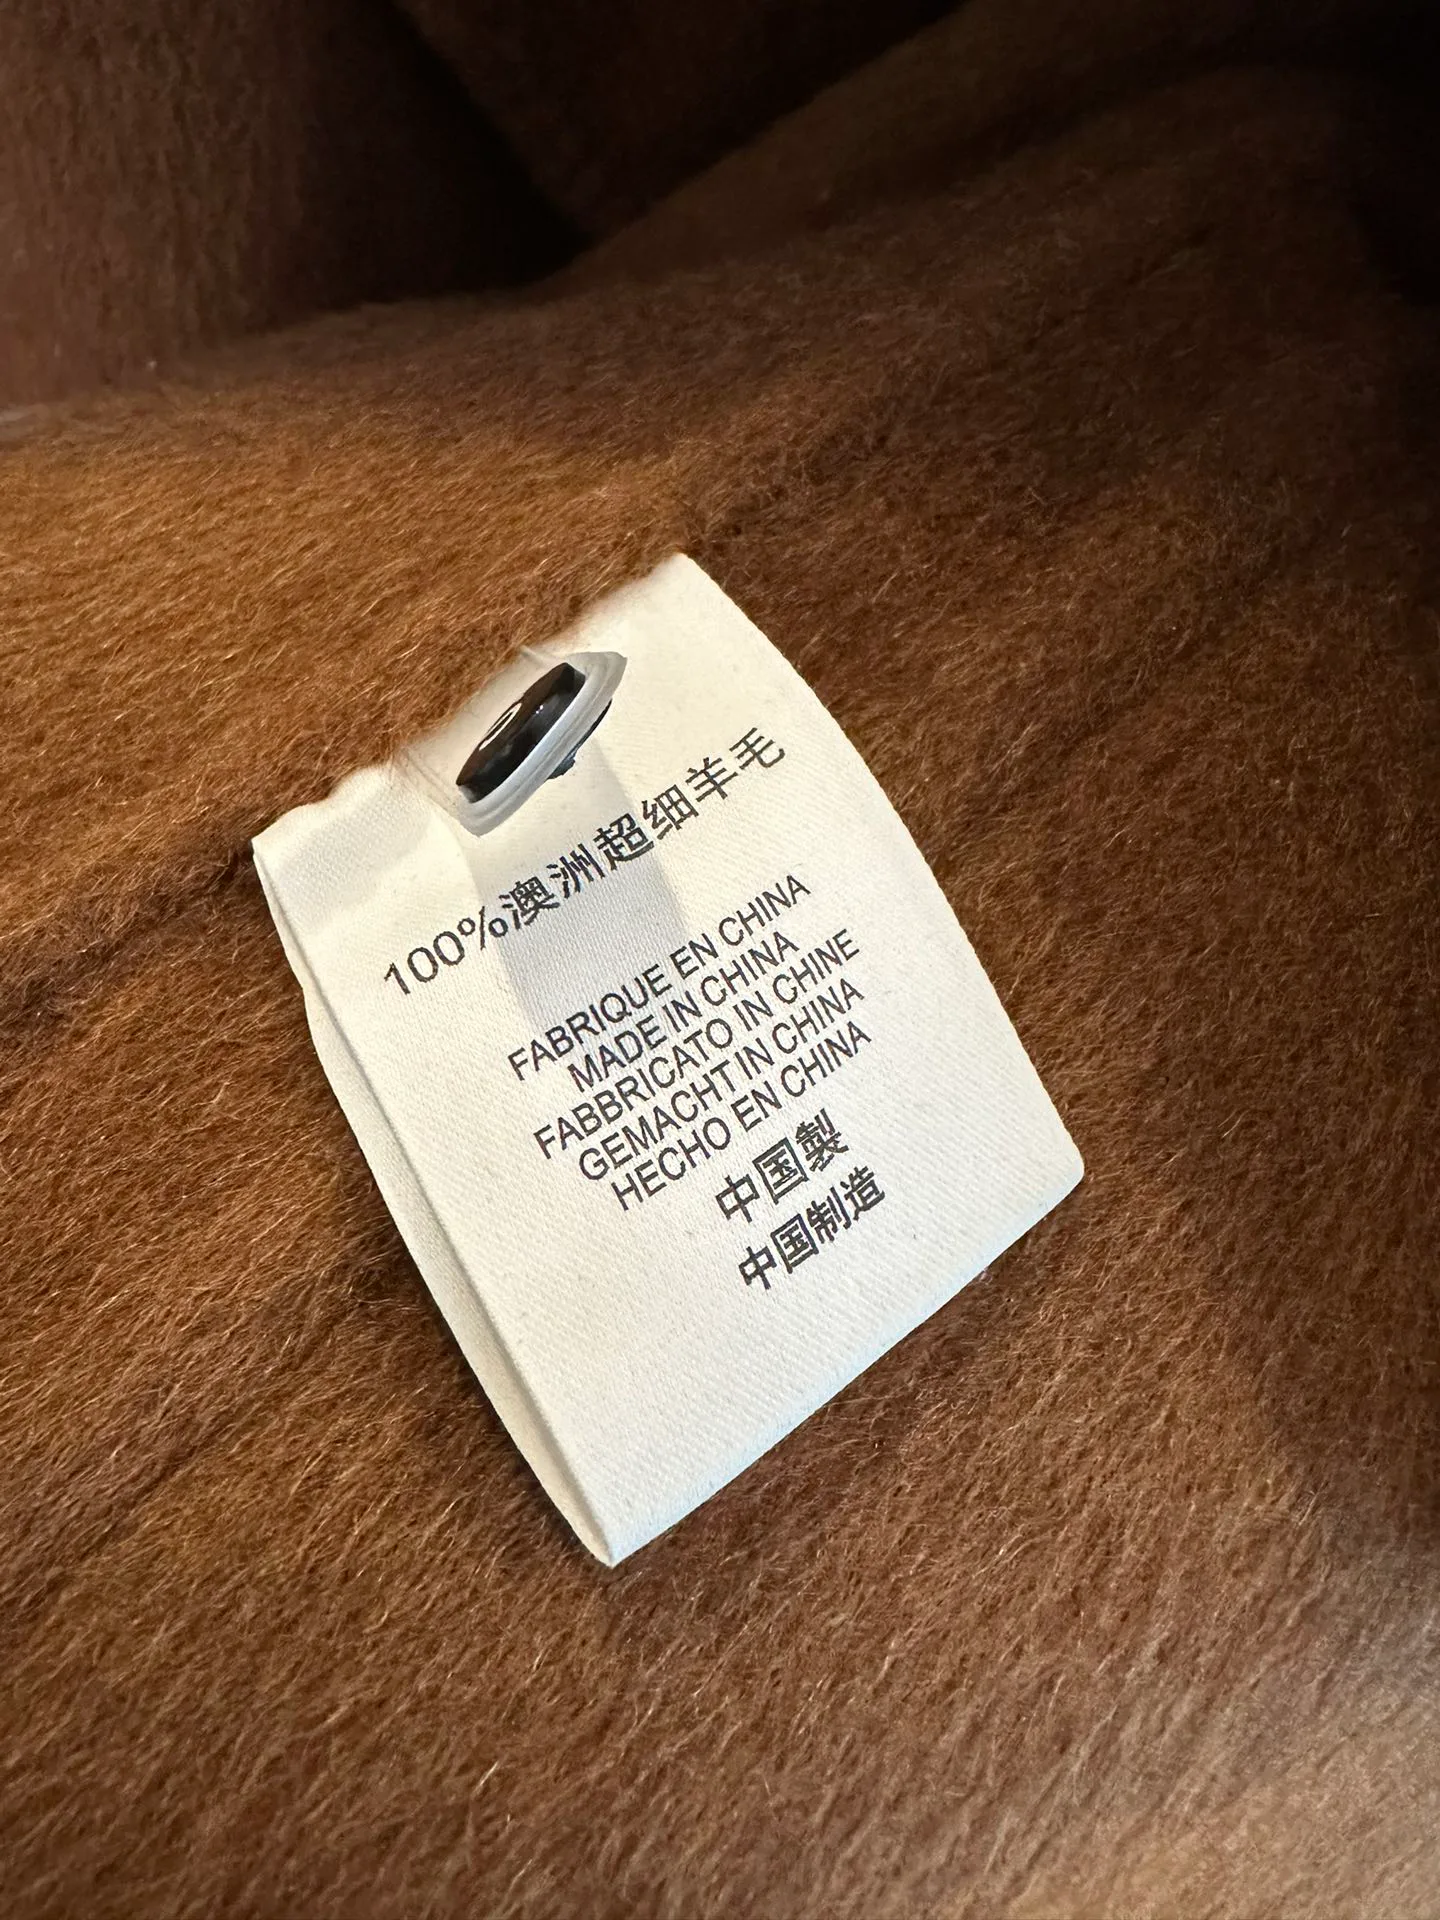 100%澳洲超细羊毛
FABRIQUE EN CHINA
MADE IN CHINA
FABBRICATO IN CHINE
GEMACHT IN CHINA
HECHO EN CHINA
中国製
中国制造